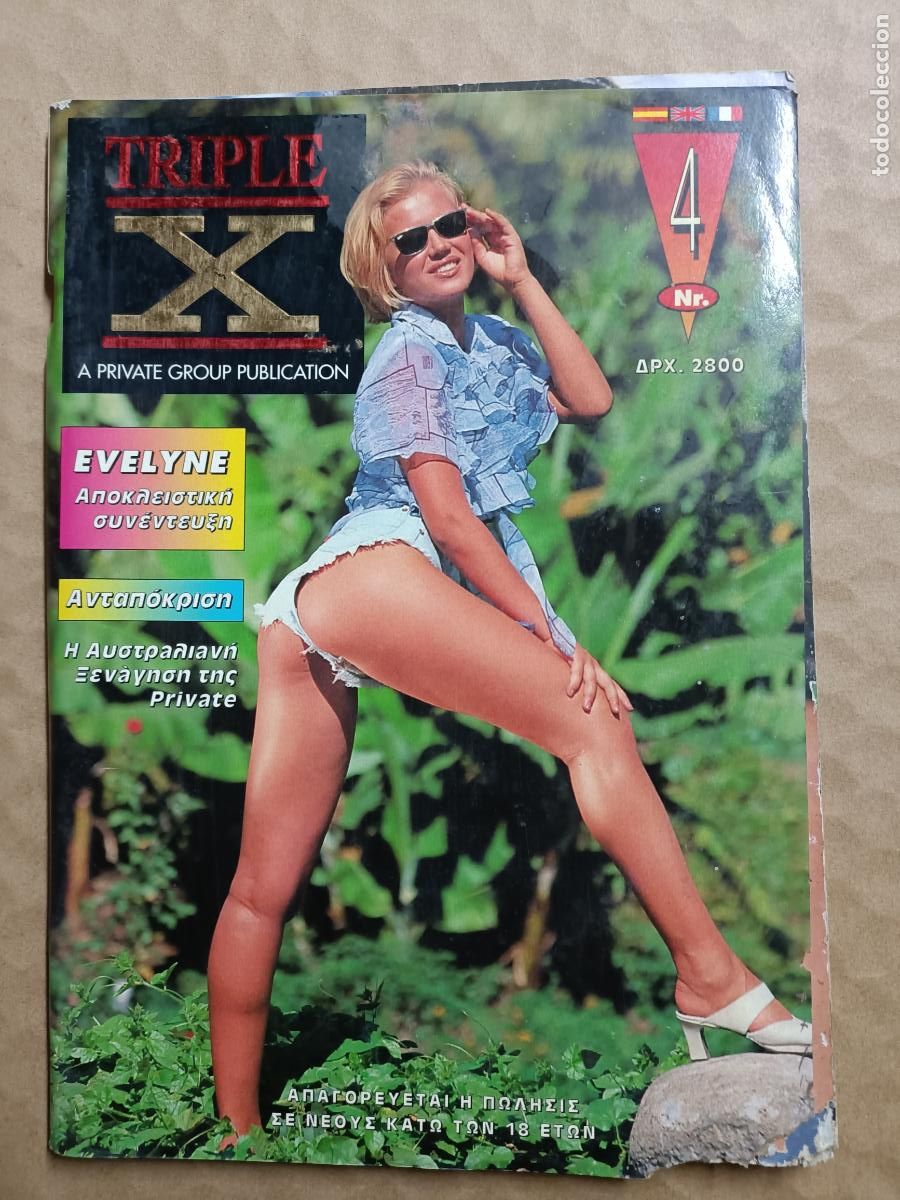 TRIPLE
X
A PRIVATE GROUP PUBLICATION
4
Nr.
ΔΡΧ. 2800
EVELYNE
Αποκλειστική
συνέντευξη
Ανταπόκριση
Η Αυστραλιανή
Ξενάγηση της
Private
ΑΠΑΓΟΡΕΥΕΤΑΙ Η ΠΩΛΗΣΙΣ
ΣΕ ΝΕΟΥΣ ΚΑΤΩ ΤΩΝ 18 ΕΤΩΝ
todocoleccion